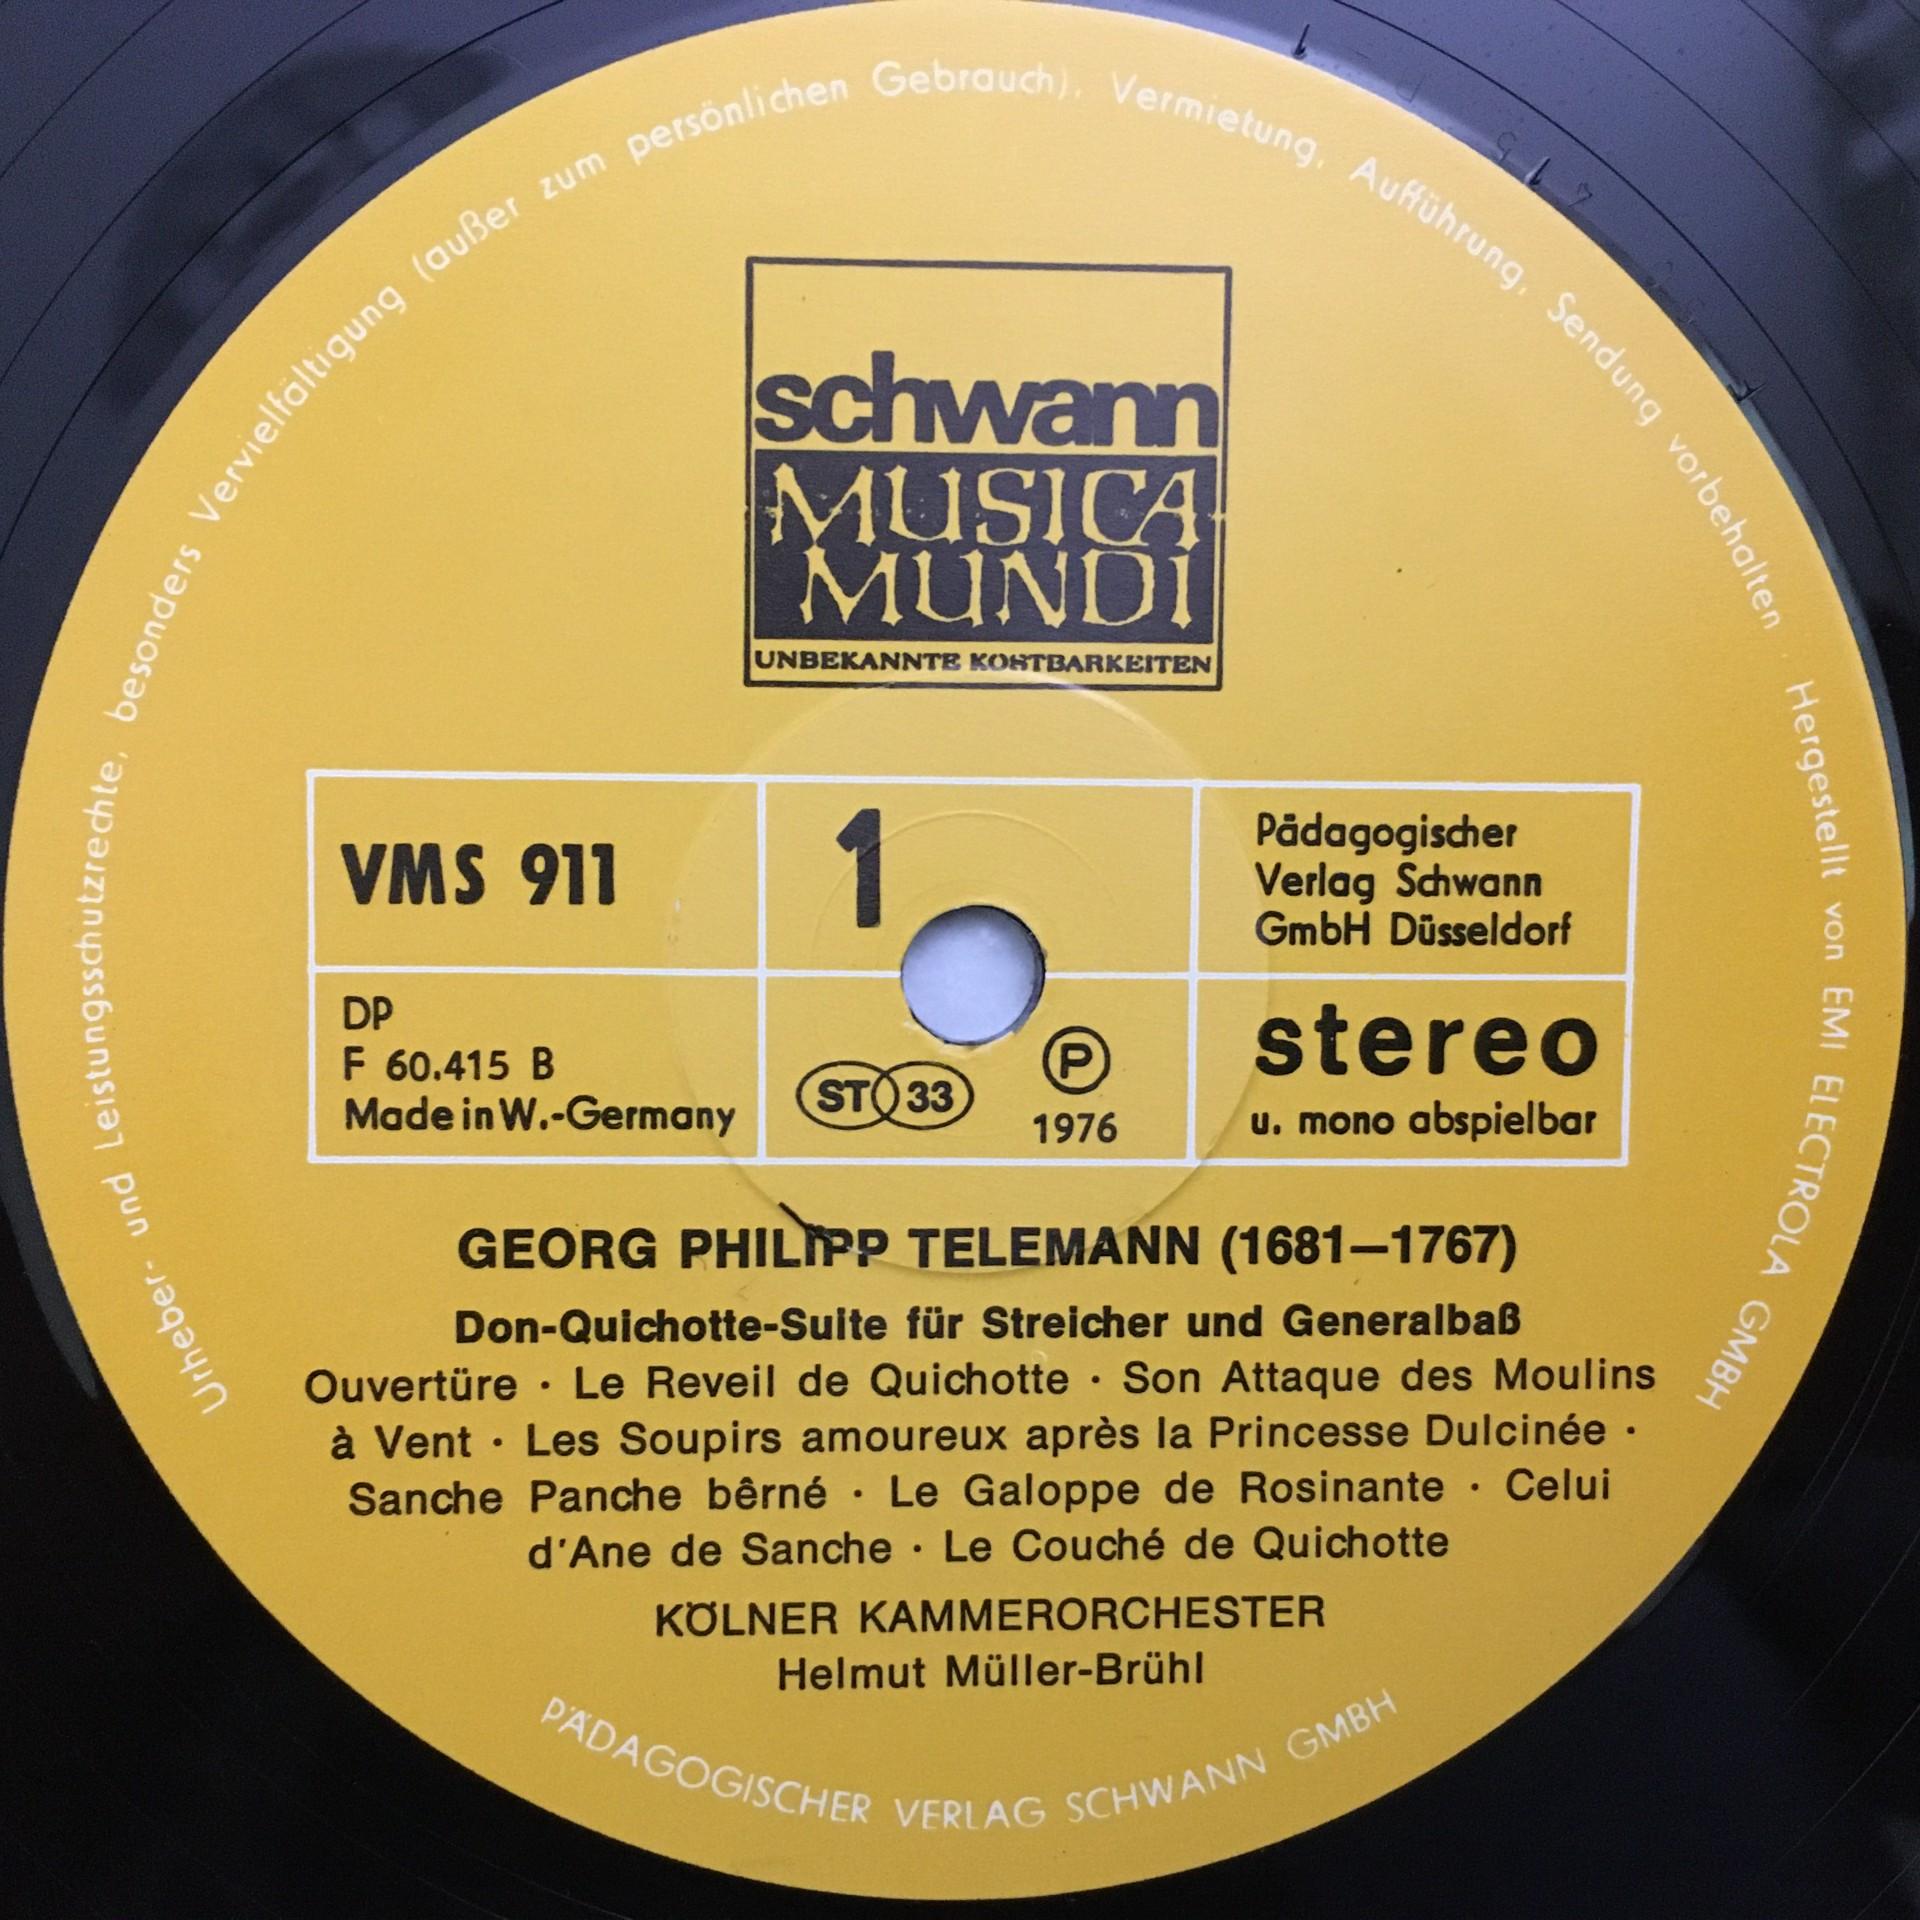 Urheber- und Leistungsschutzrechte, besonders Vervielfältigung (außer zum persönlichen Gebrauch), Vermietung, Aufführung, Sendung vorbehalten Hergestellt von EMI ELECTROLA GMBH
schwann
MUSICA
MUNDI
UNBEKANNTE KOSTBARKEITEN
VMS 911
1
Pädagogischer
Verlag Schwann
GmbH Düsseldorf
DP
F 60.415 B
Made in W.-Germany
ST 33
Ⓟ
1976
stereo
u. mono abspielbar
GEORG PHILIPP TELEMANN (1681—1767)
Don-Quichotte-Suite für Streicher und Generalbaß
Ouvertüre · Le Reveil de Quichotte · Son Attaque des Moulins
à Vent · Les Soupirs amoureux après la Princesse Dulcinée ·
Sanche Panche bêrné · Le Galoppe de Rosinante · Celui
d'Ane de Sanche · Le Couché de Quichotte
KÖLNER KAMMERORCHESTER
Helmut Müller-Brühl
PÄDAGOGISCHER VERLAG SCHWANN GMBH